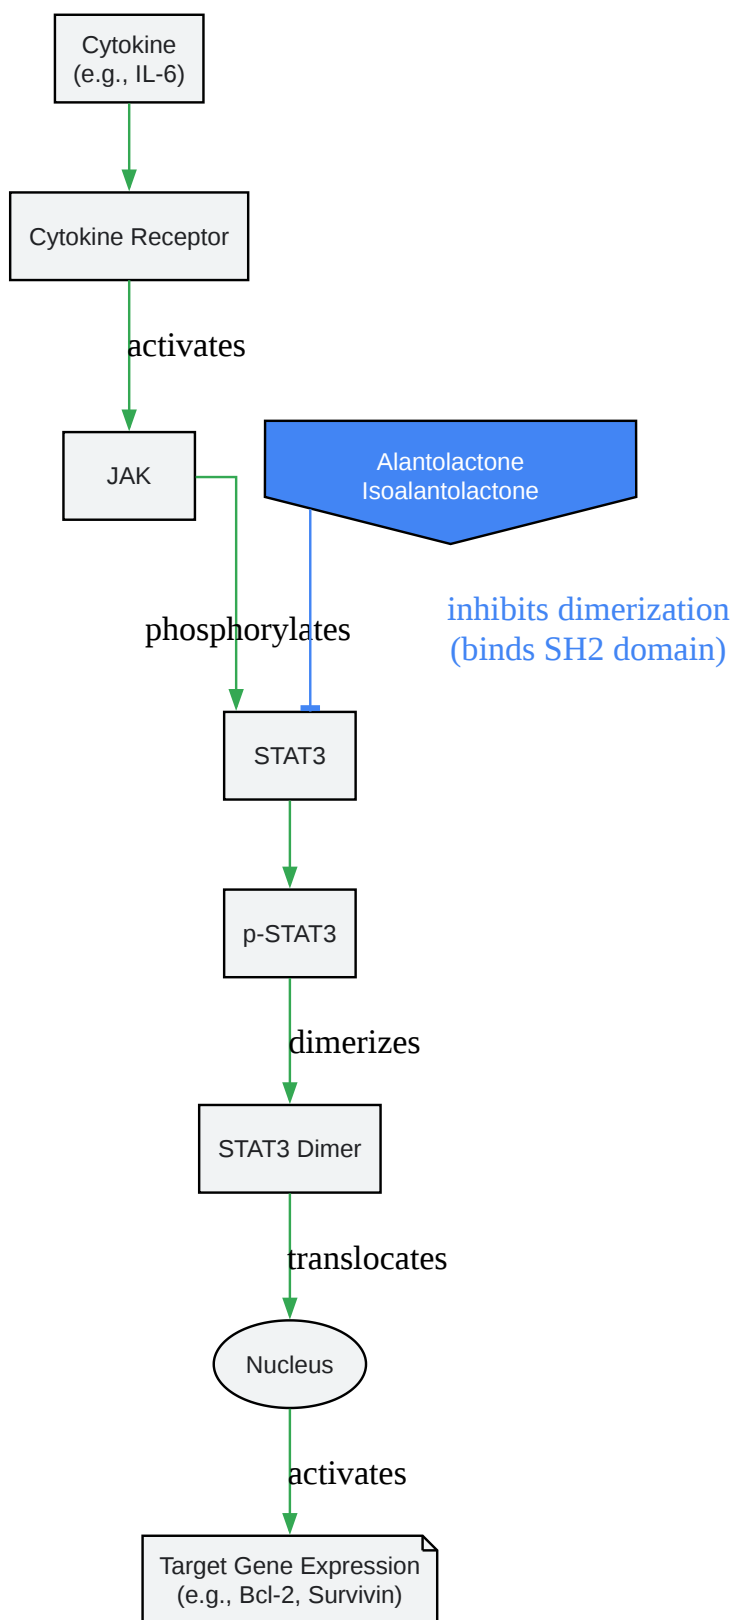 Cytokine
(e.g., IL-6)
Cytokine Receptor
activates
JAK
Alantolactone
Isoalantolactone
phosphorylates
inhibits dimerization
(binds SH2 domain)
STAT3
p-STAT3
dimerizes
STAT3 Dimer
translocates
Nucleus
activates
Target Gene Expression
(e.g., Bcl-2, Survivin)